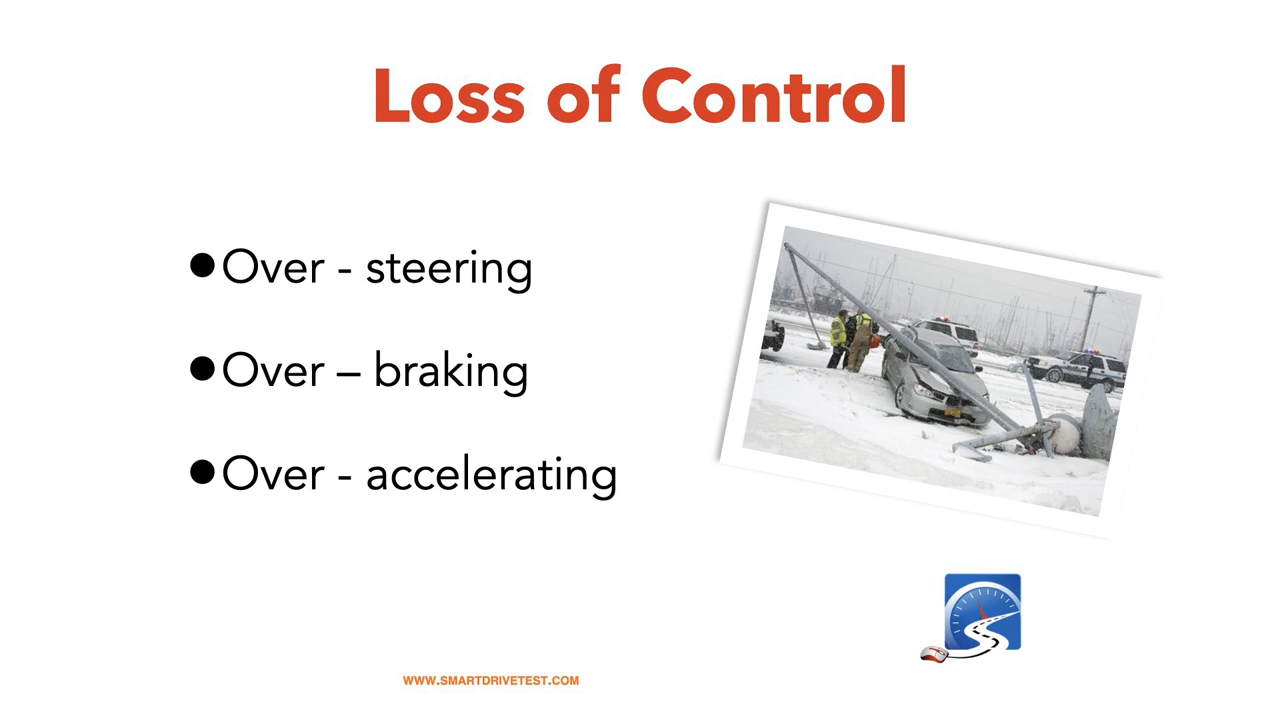 Loss of Control
●Over - steering
●Over – braking
●Over - accelerating
WWW.SMARTDRIVETEST.COM